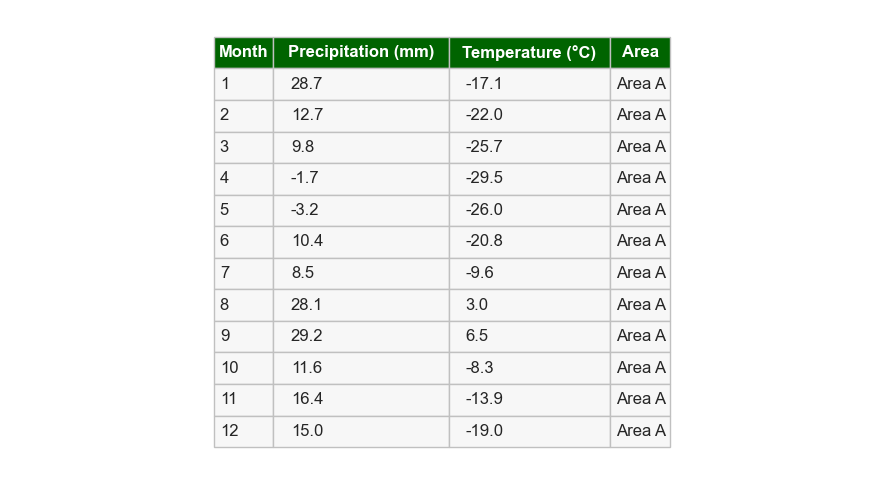 Month Precipitation (mm) Temperature (°C) Area
1 28.7 -17.1 Area A
2 12.7 -22.0 Area A
3 9.8 -25.7 Area A
4 -1.7 -29.5 Area A
5 -3.2 -26.0 Area A
6 10.4 -20.8 Area A
7 8.5 -9.6 Area A
8 28.1 3.0 Area A
9 29.2 6.5 Area A
10 11.6 -8.3 Area A
11 16.4 -13.9 Area A
12 15.0 -19.0 Area A